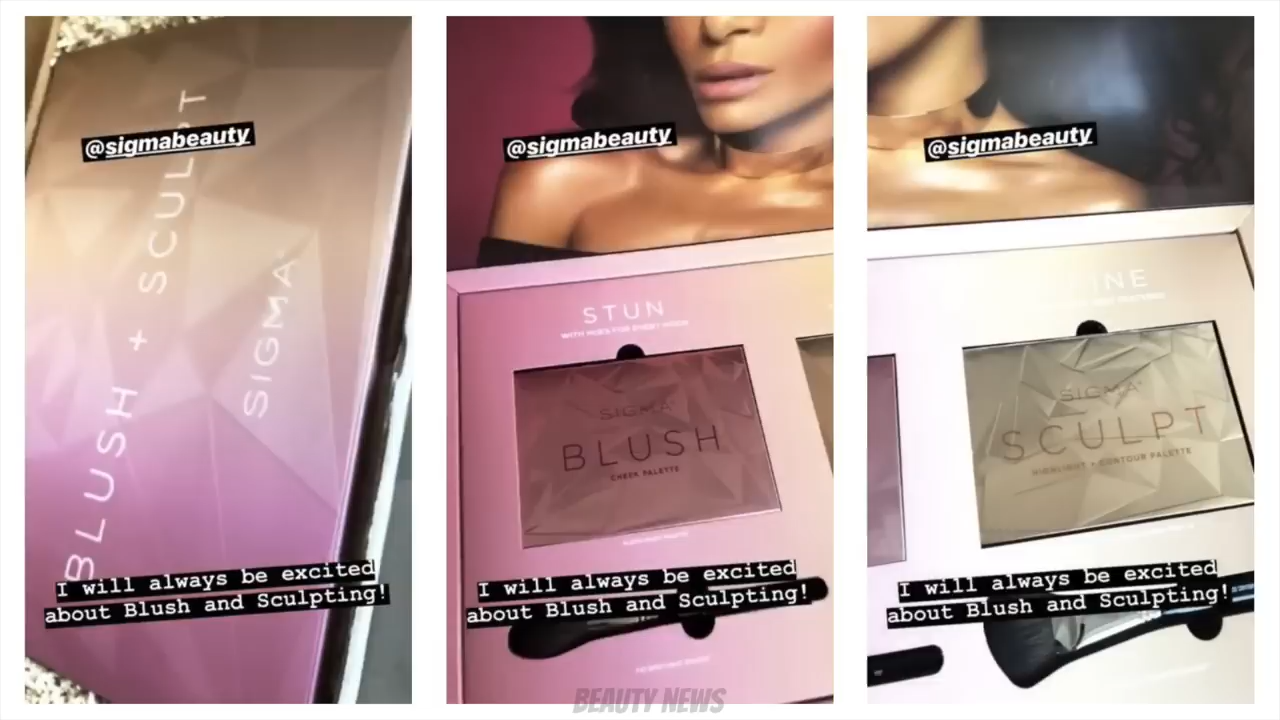 @sigmabeauty
BLUSH + SCULPT
SIGMA
I will always be excited
about Blush and Sculpting!
@sigmabeauty
STUN
SIGMA
BLUSH
CHEEK PALETTE
I will always be excited
about Blush and Sculpting!
@sigmabeauty
SIGMA
SCULPT
HIGHLIGHT + CONTOUR PALETTE
I will always be excited
about Blush and Sculpting!
BEAUTY NEWS